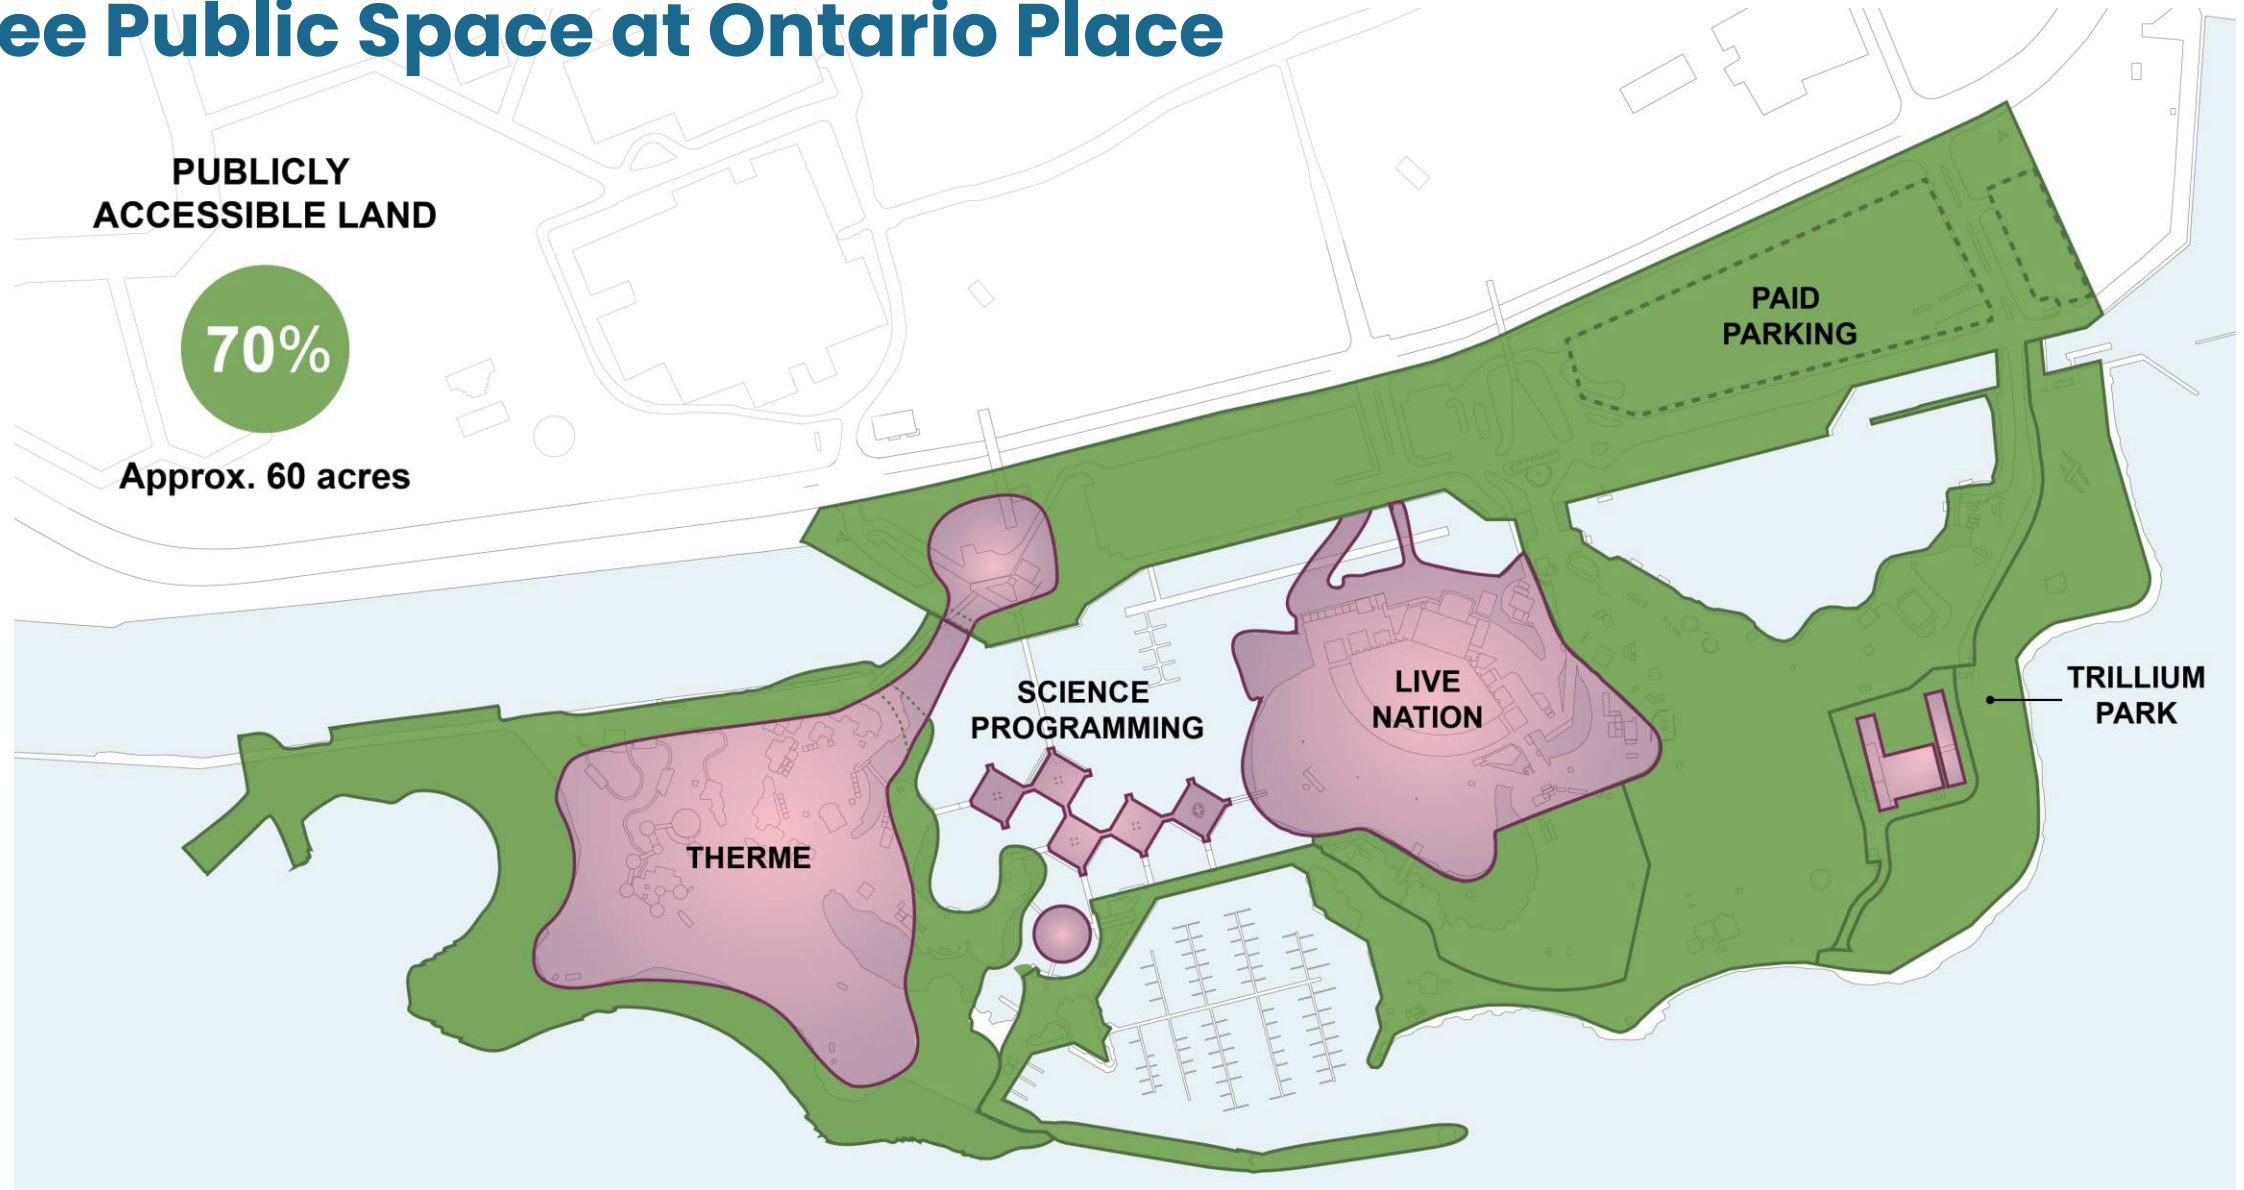 ee Public Space at Ontario Place
PUBLICLY
ACCESSIBLE LAND
70%
Approx. 60 acres
PAID
PARKING
SCIENCE
PROGRAMMING
LIVE
NATION
TRILLIUM
PARK
THERME